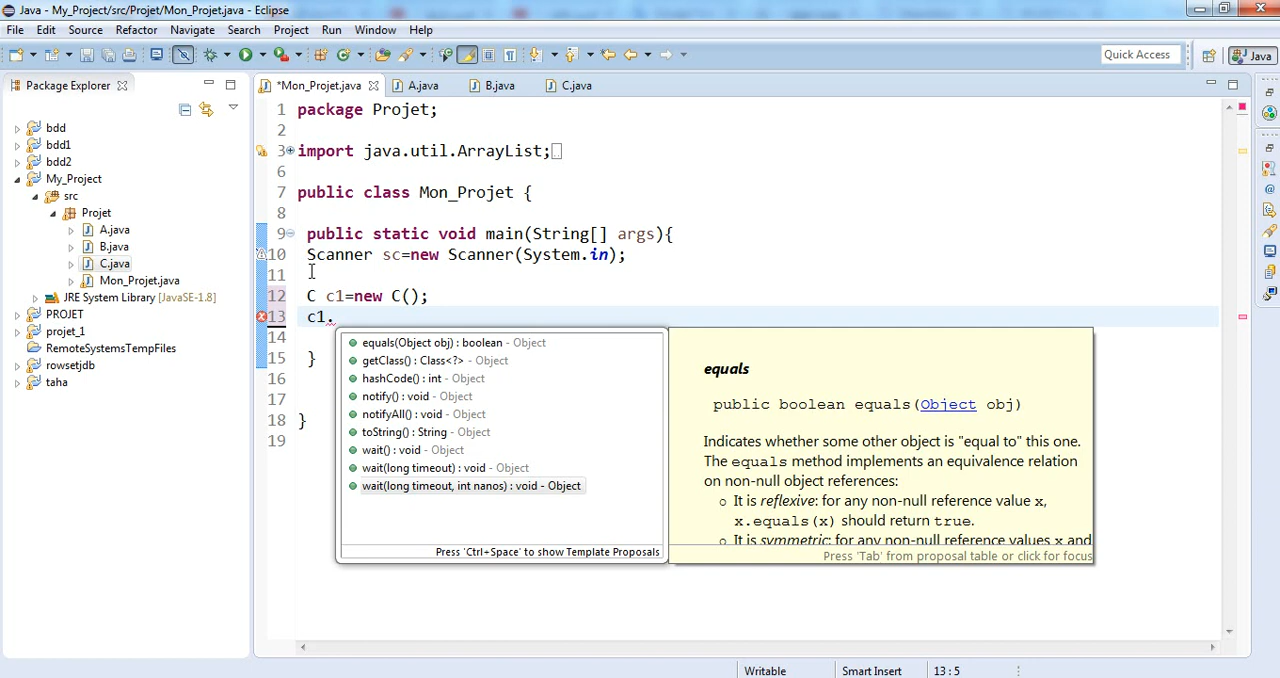 Java - My_Project/src/Projet/Mon_Projet.java - Eclipse
File Edit Source Refactor Navigate Search Project Run Window Help
Quick Access
Java
Package Explorer
bdd
bdd1
bdd2
My_Project
src
Projet
A.java
B.java
C.java
Mon_Projet.java
JRE System Library [JavaSE-1.8]
PROJET
projet_1
RemoteSystemsTempFiles
rowsetjdb
taha
*Mon_Projet.java A.java B.java C.java
1 package Projet;
2
3 import java.util.ArrayList;
6
7 public class Mon_Projet {
8
9 public static void main(String[] args){
10 Scanner sc=new Scanner(System.in);
11
12 C c1=new C();
13 c1.
14
15 }
16
17
18 }
19
equals(Object obj) : boolean - Object
getClass() : Class<?> - Object
hashCode() : int - Object
notify() : void - Object
notifyAll() : void - Object
toString() : String - Object
wait() : void - Object
wait(long timeout) : void - Object
wait(long timeout, int nanos) : void - Object
Press 'Ctrl+Space' to show Template Proposals
equals
public boolean equals(Object obj)
Indicates whether some other object is "equal to" this one.
The equals method implements an equivalence relation
on non-null object references:
It is reflexive: for any non-null reference value x,
x.equals(x) should return true.
It is symmetric: for any non-null reference values x and
Press 'Tab' from proposal table or click for focus
Writable Smart Insert 13 : 5